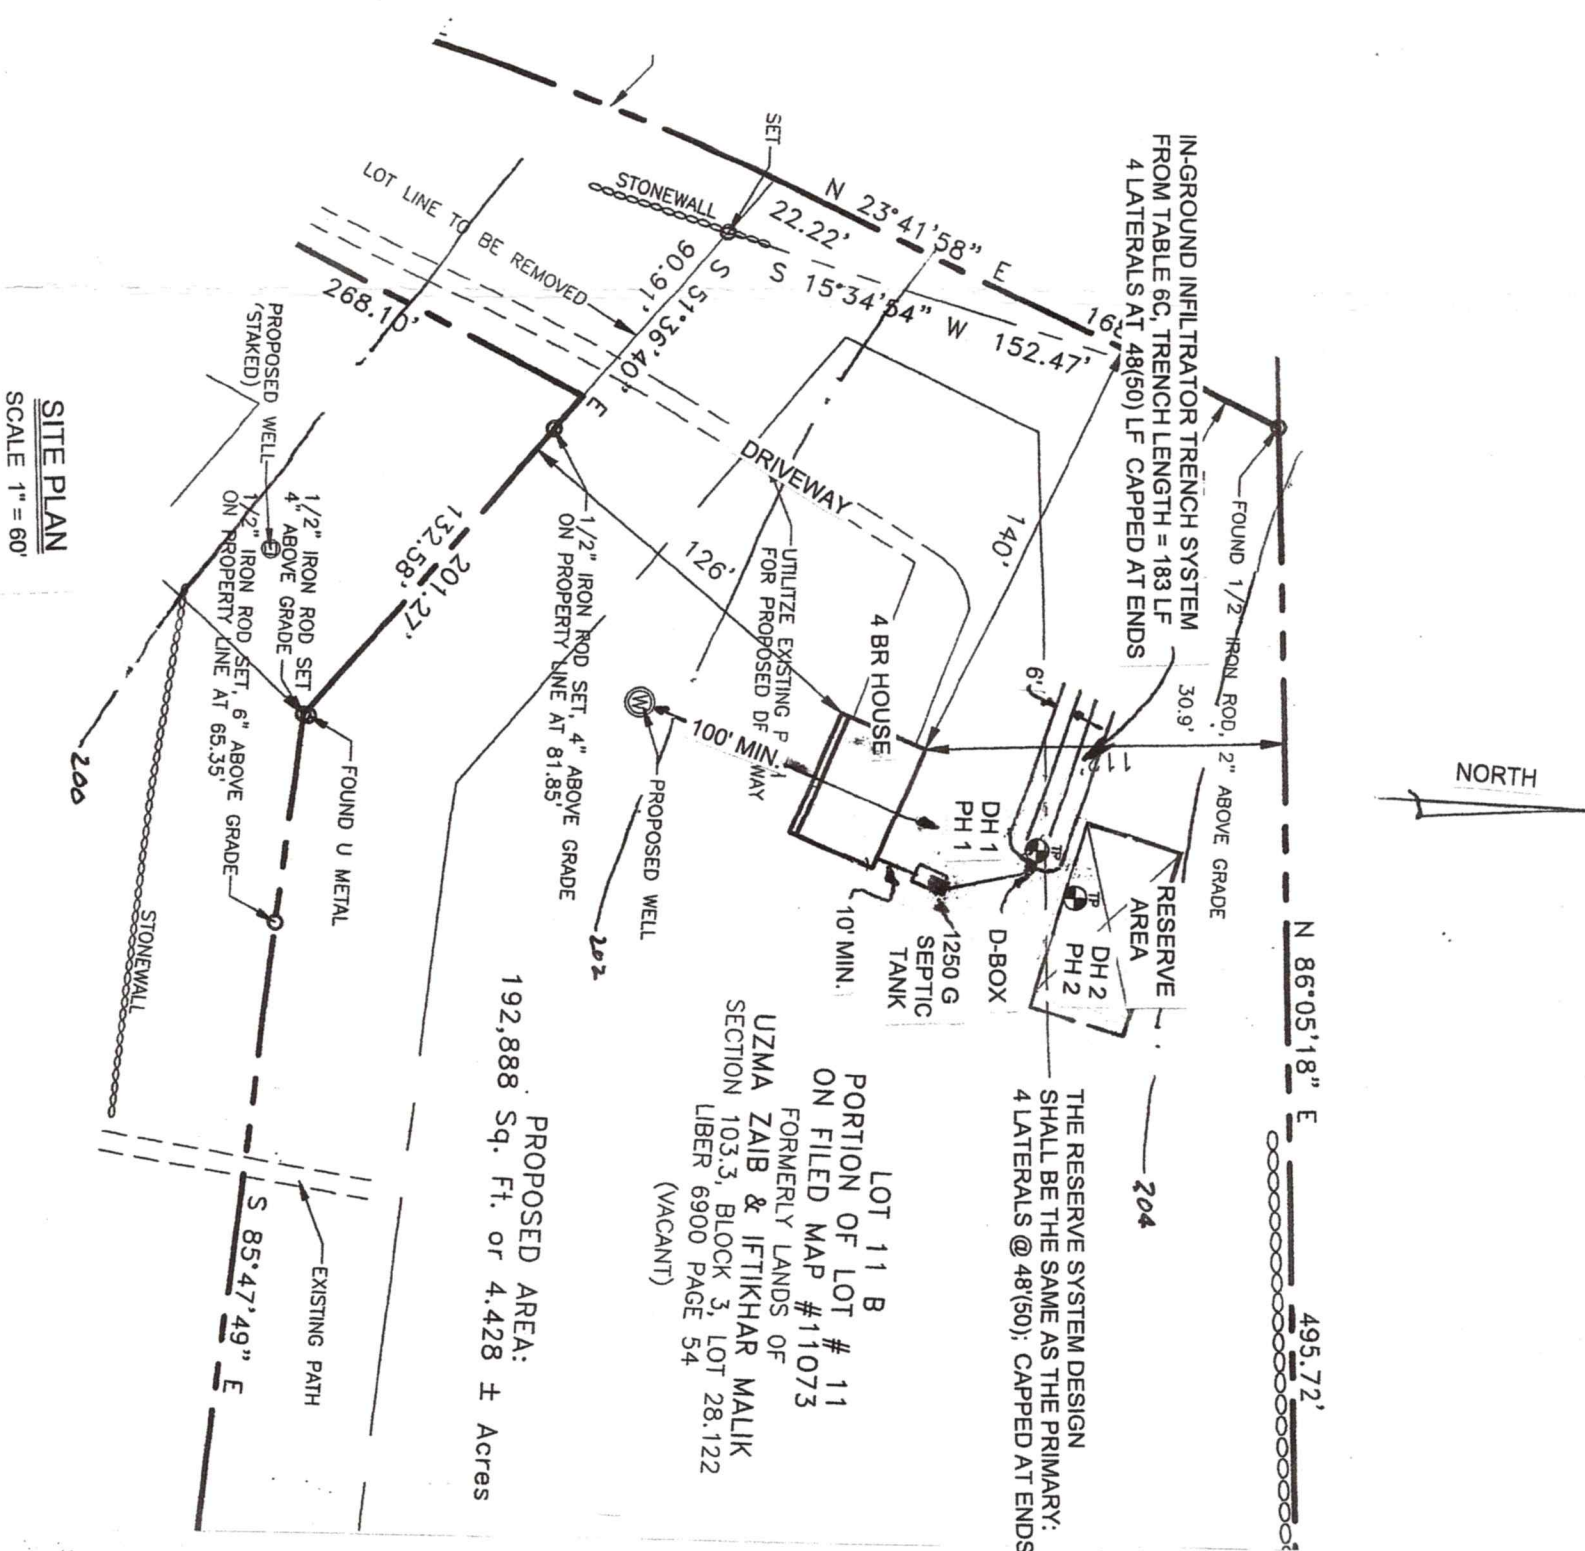 IN-GROUND INFILTRATOR TRENCH SYSTEM
FROM TABLE 6C, TRENCH LENGTH = 183 LF
4 LATERALS AT 48(50) LF CAPPED AT ENDS
NORTH
FOUND 1/2 IRON ROD, 2" ABOVE GRADE
30.9'
N 86°05'18" E
495.72'
SET
STONEWALL
N 23°41'58" E
22.22'
S 15°34'54" W
152.47'
LOT LINE TO BE REMOVED
S 51°36'40" E
90.91'
268.10'
DRIVEWAY
140'
126'
6'
UTILITZE EXISTING P
FOR PROPOSED DF WAY
4 BR HOUSE
100' MIN.
DH 1
PH 1
TP
TP
RESERVE
AREA
DH 2
PH 2
D-BOX
1250 G
SEPTIC
TANK
10' MIN.
THE RESERVE SYSTEM DESIGN
SHALL BE THE SAME AS THE PRIMARY:
4 LATERALS @ 48'(50); CAPPED AT ENDS
204
W
PROPOSED WELL
202
1/2" IRON ROD SET, 4" ABOVE GRADE
ON PROPERTY LINE AT 81.85'
201.27'
132.58'
PROPOSED WELL
(STAKED)
1/2" IRON ROD SET
4" ABOVE GRADE
1/2" IRON ROD SET, 6" ABOVE GRADE
ON PROPERTY LINE AT 65.35'
FOUND U METAL
200
STONEWALL
EXISTING PATH
S 85°47'49" E
LOT 11 B
PORTION OF LOT # 11
ON FILED MAP #11073
FORMERLY LANDS OF
UZMA ZAIB & IFTIKHAR MALIK
SECTION 103.3, BLOCK 3, LOT 28.122
LIBER 6900 PAGE 54
(VACANT)
PROPOSED AREA:
192,888 Sq. Ft. or 4.428 ± Acres
SITE PLAN
SCALE 1" = 60'